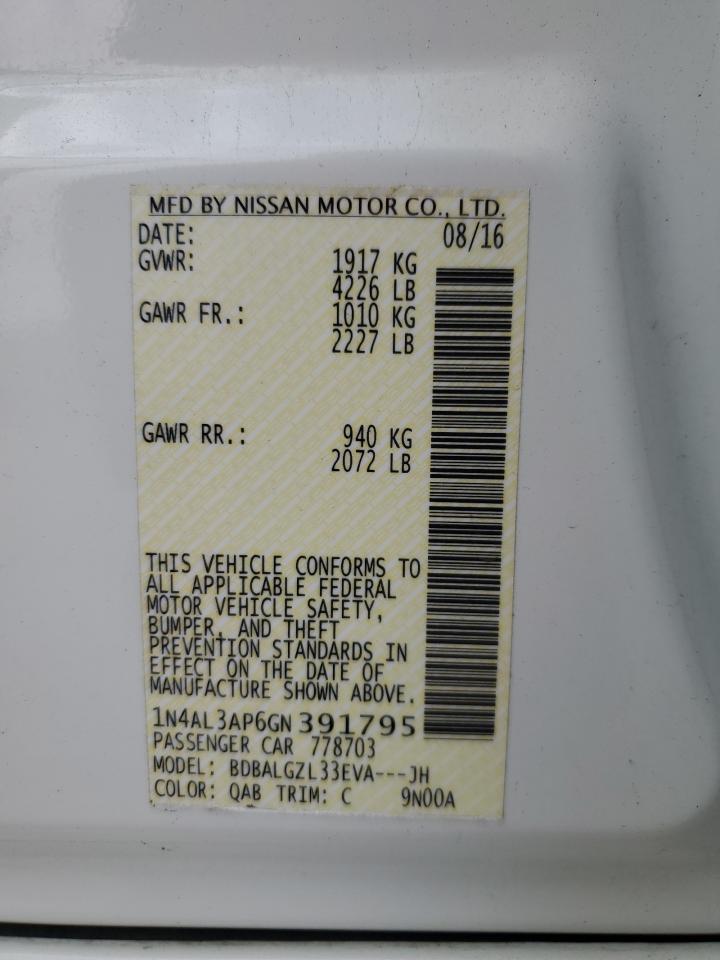 MFD BY NISSAN MOTOR CO., LTD.
DATE: 08/16
GVWR: 1917 KG
4226 LB
GAWR FR.: 1010 KG
2227 LB
GAWR RR.: 940 KG
2072 LB
THIS VEHICLE CONFORMS TO
ALL APPLICABLE FEDERAL
MOTOR VEHICLE SAFETY,
BUMPER, AND THEFT
PREVENTION STANDARDS IN
EFFECT ON THE DATE OF
MANUFACTURE SHOWN ABOVE.
1N4AL3AP6GN391795
PASSENGER CAR 778703
MODEL: BDBALGZL33EVA---JH
COLOR: QAB TRIM: C 9N00A